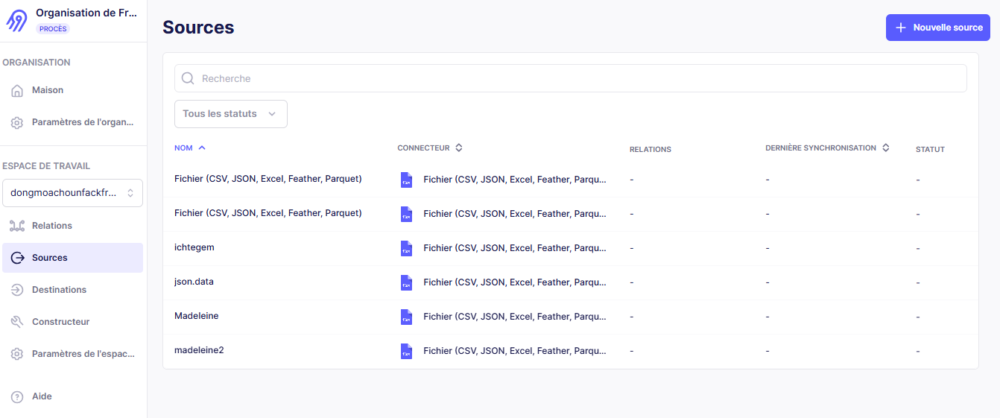 Organisation de Fr...
PROCÈS
ORGANISATION
Maison
Paramètres de l'organ...
ESPACE DE TRAVAIL
dongmoachounfackfr...
Relations
Sources
Destinations
Constructeur
Paramètres de l'espac...
Aide
Sources
Nouvelle source
Recherche
Tous les statuts
NOM CONNECTEUR RELATIONS DERNIÈRE SYNCHRONISATION STATUT
Fichier (CSV, JSON, Excel, Feather, Parquet) Fichier (CSV, JSON, Excel, Feather, Parqu... - - -
Fichier (CSV, JSON, Excel, Feather, Parquet) Fichier (CSV, JSON, Excel, Feather, Parqu... - - -
ichtegem Fichier (CSV, JSON, Excel, Feather, Parqu... - - -
json.data Fichier (CSV, JSON, Excel, Feather, Parqu... - - -
Madeleine Fichier (CSV, JSON, Excel, Feather, Parqu... - - -
madeleine2 Fichier (CSV, JSON, Excel, Feather, Parqu... - - -